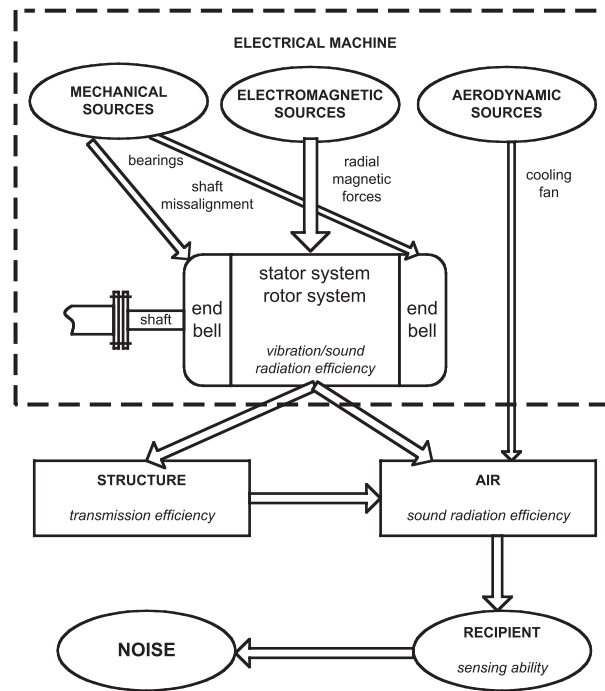 ELECTRICAL MACHINE
MECHANICAL
SOURCES
ELECTROMAGNETIC
SOURCES
AERODYNAMIC
SOURCES
bearings
shaft
missalignment
radial
magnetic
forces
cooling
fan
stator system
rotor system
end
bell
end
bell
shaft
vibration/sound
radiation efficiency
STRUCTURE
transmission efficiency
AIR
sound radiation efficiency
NOISE
RECIPIENT
sensing ability